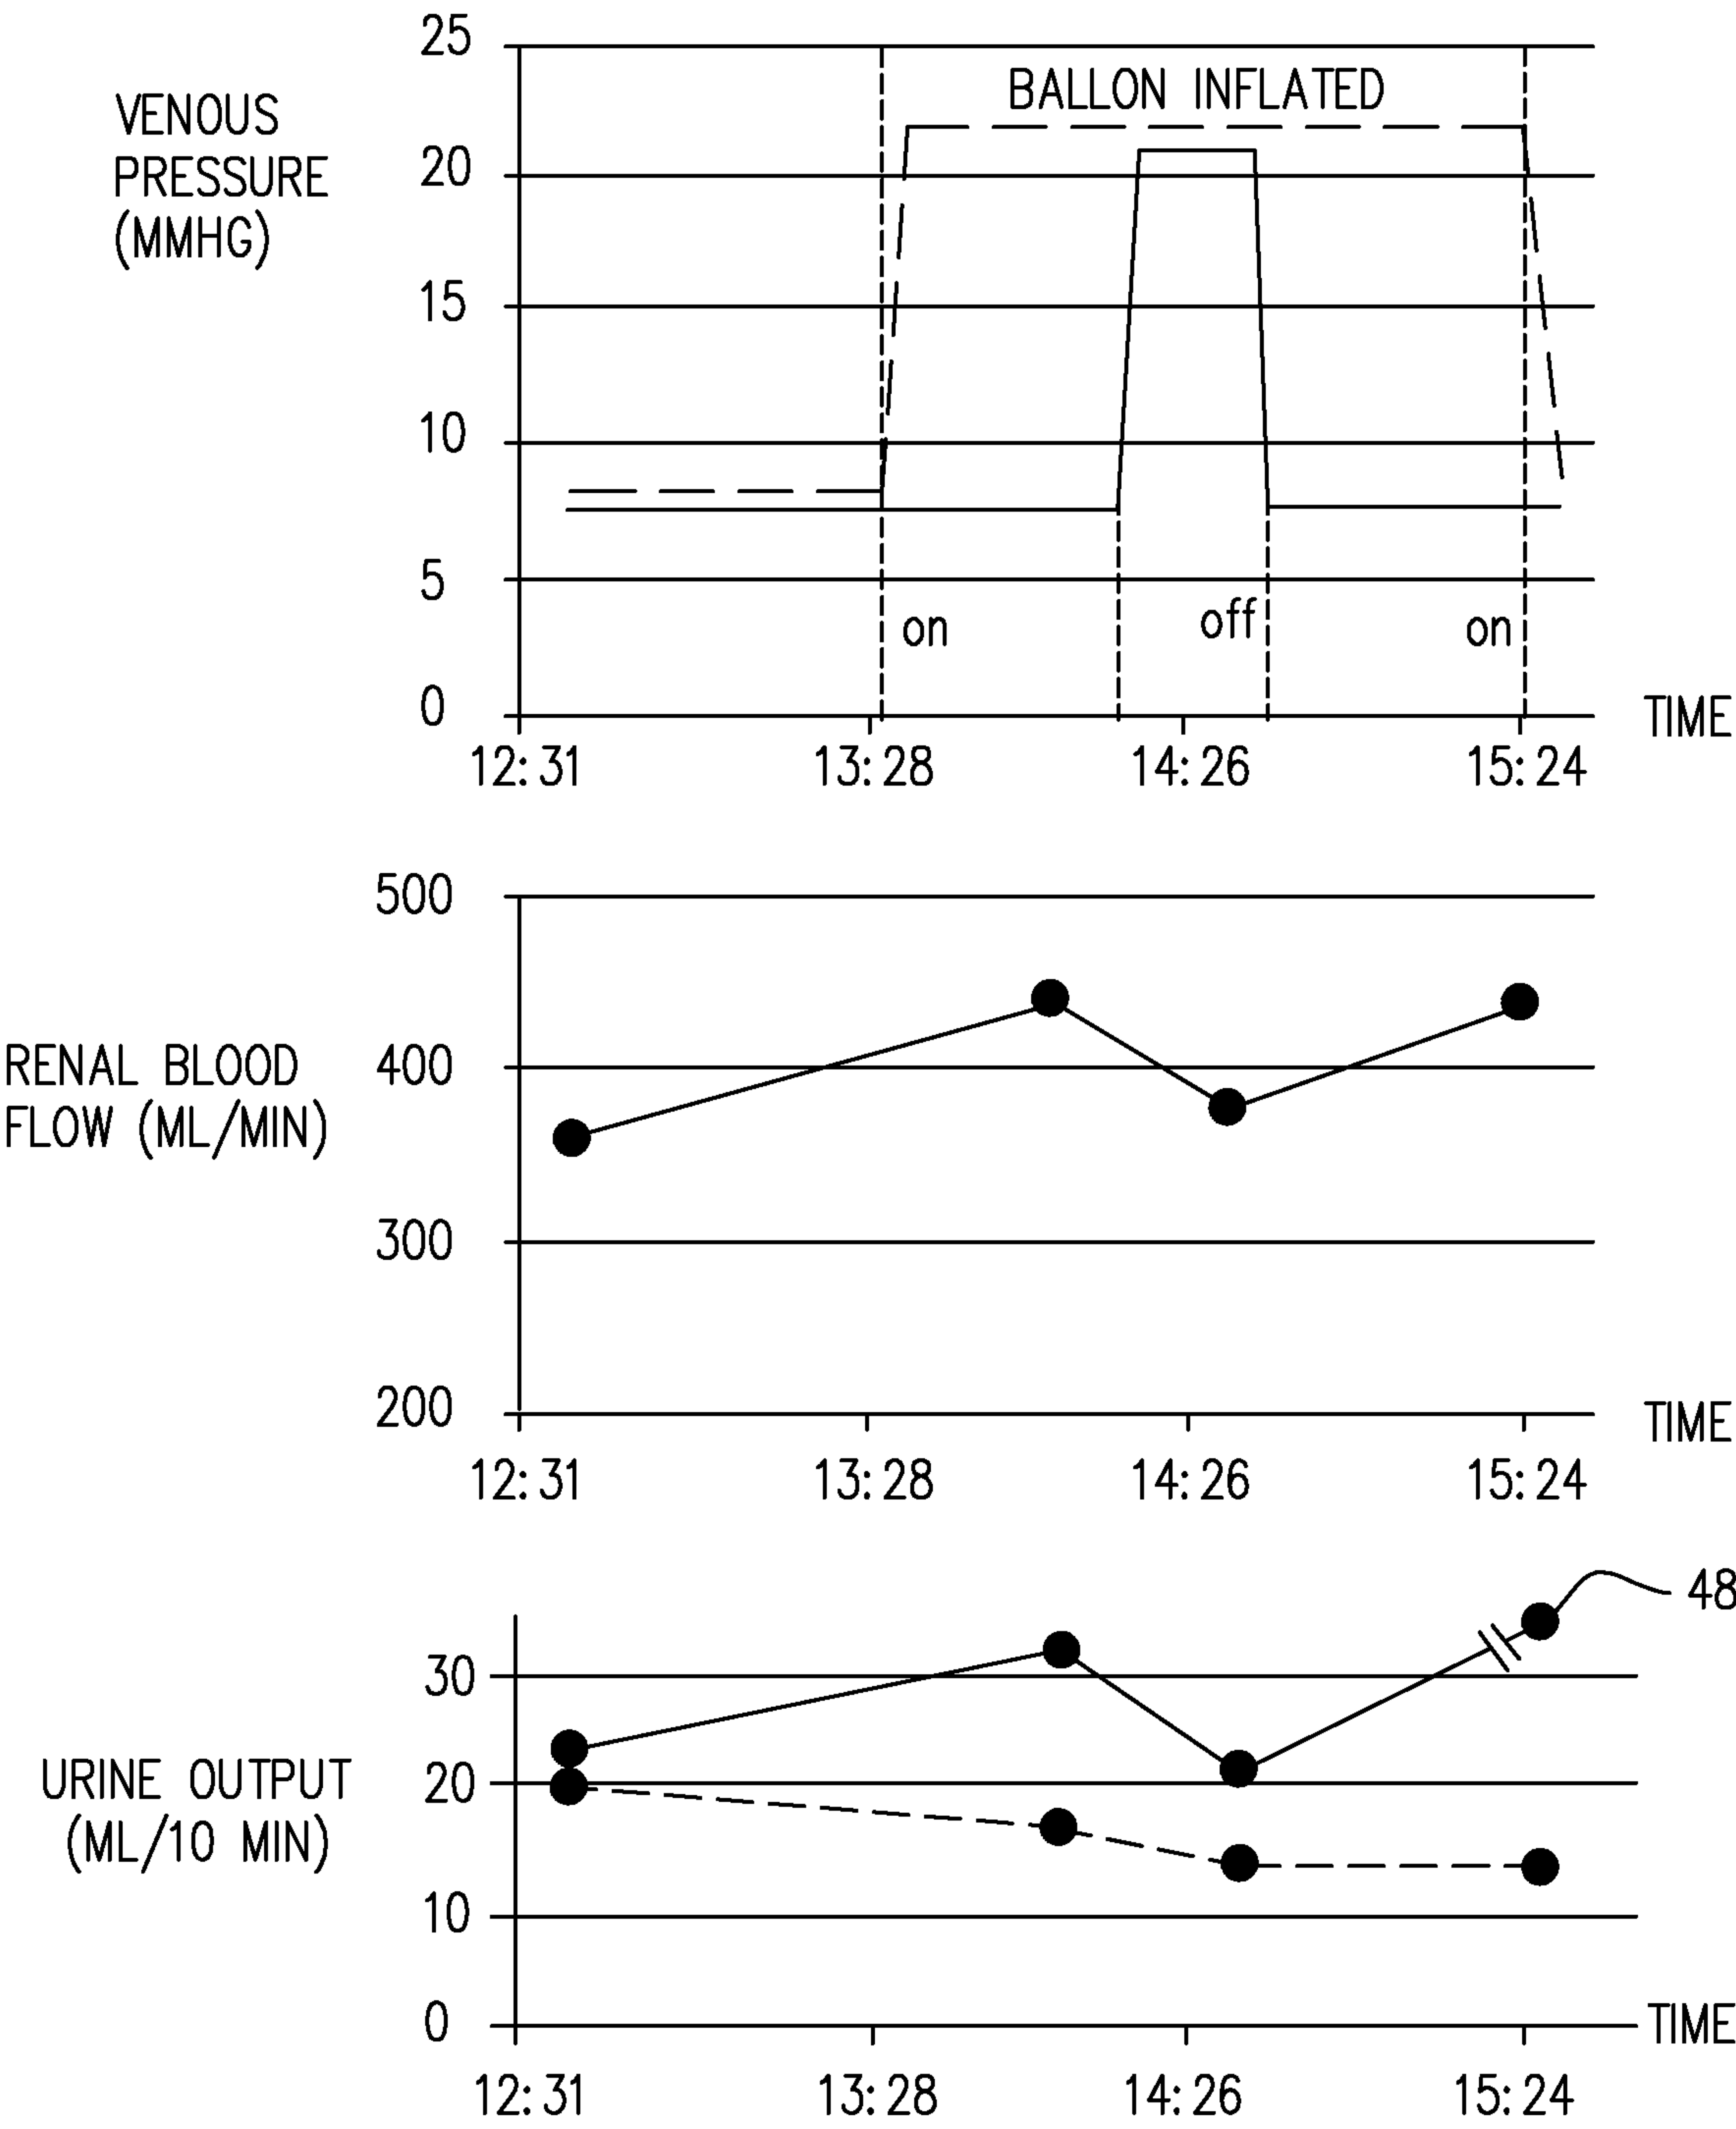 25
BALLON INFLATED
VENOUS
PRESSURE
(MMHG)
20
15
10
5
on
off
on
0
TIME
12:31
13:28
14:26
15:24
500
RENAL BLOOD
FLOW (ML/MIN)
400
300
200
TIME
12:31
13:28
14:26
15:24
48
30
URINE OUTPUT
(ML/10 MIN)
20
10
0
TIME
12:31
13:28
14:26
15:24